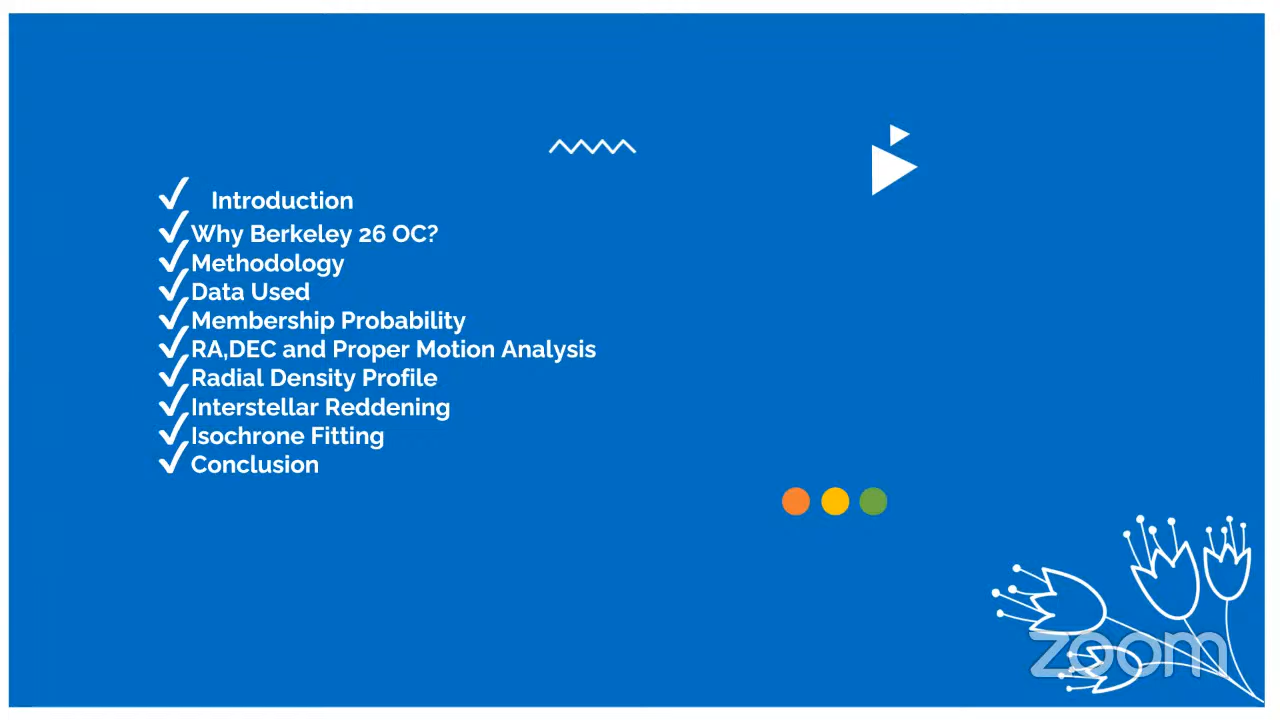 Introduction
Why Berkeley 26 OC?
Methodology
Data Used
Membership Probability
RA,DEC and Proper Motion Analysis
Radial Density Profile
Interstellar Reddening
Isochrone Fitting
Conclusion
zoom